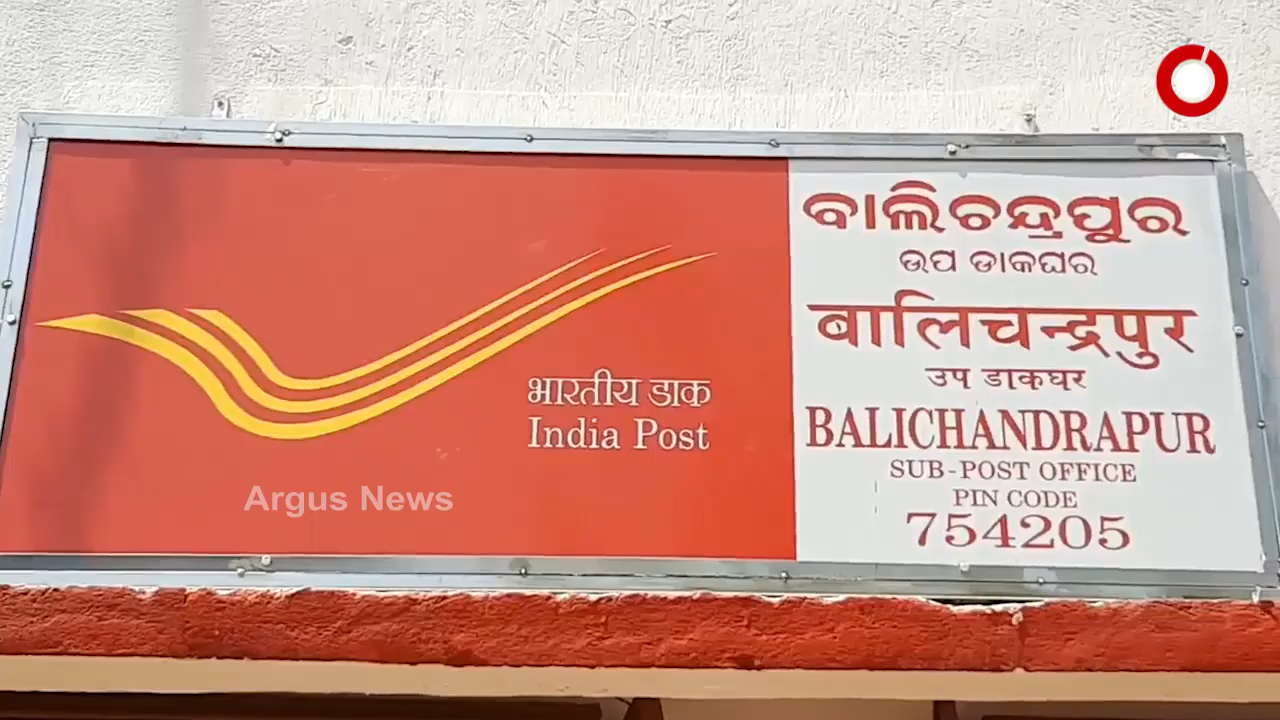 भारतीय डाक
India Post
Argus News
ବାଲିଚନ୍ଦ୍ରପୁର
ଉପ ଡାକଘର
बालिचन्द्रपुर
उप डाकघर
BALICHANDRAPUR
SUB-POST OFFICE
PIN CODE
754205